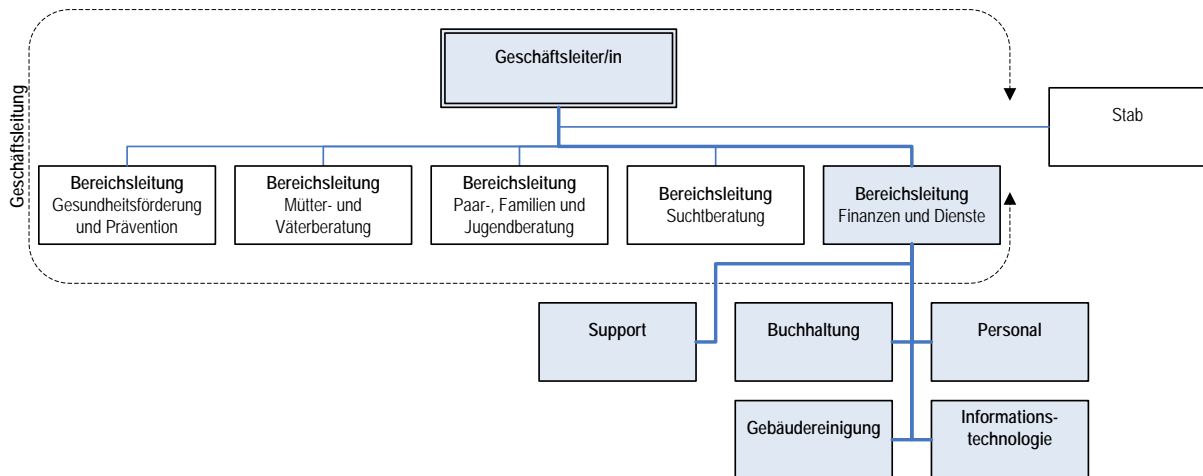 Geschäftsleitung
Geschäftsleiter/in
Stab
Bereichsleitung
Gesundheitsförderung
und Prävention
Bereichsleitung
Mütter- und
Väterberatung
Bereichsleitung
Paar-, Familien und
Jugendberatung
Bereichsleitung
Suchtberatung
Bereichsleitung
Finanzen und Dienste
Support
Buchhaltung
Personal
Gebäudereinigung
Informations-
technologie